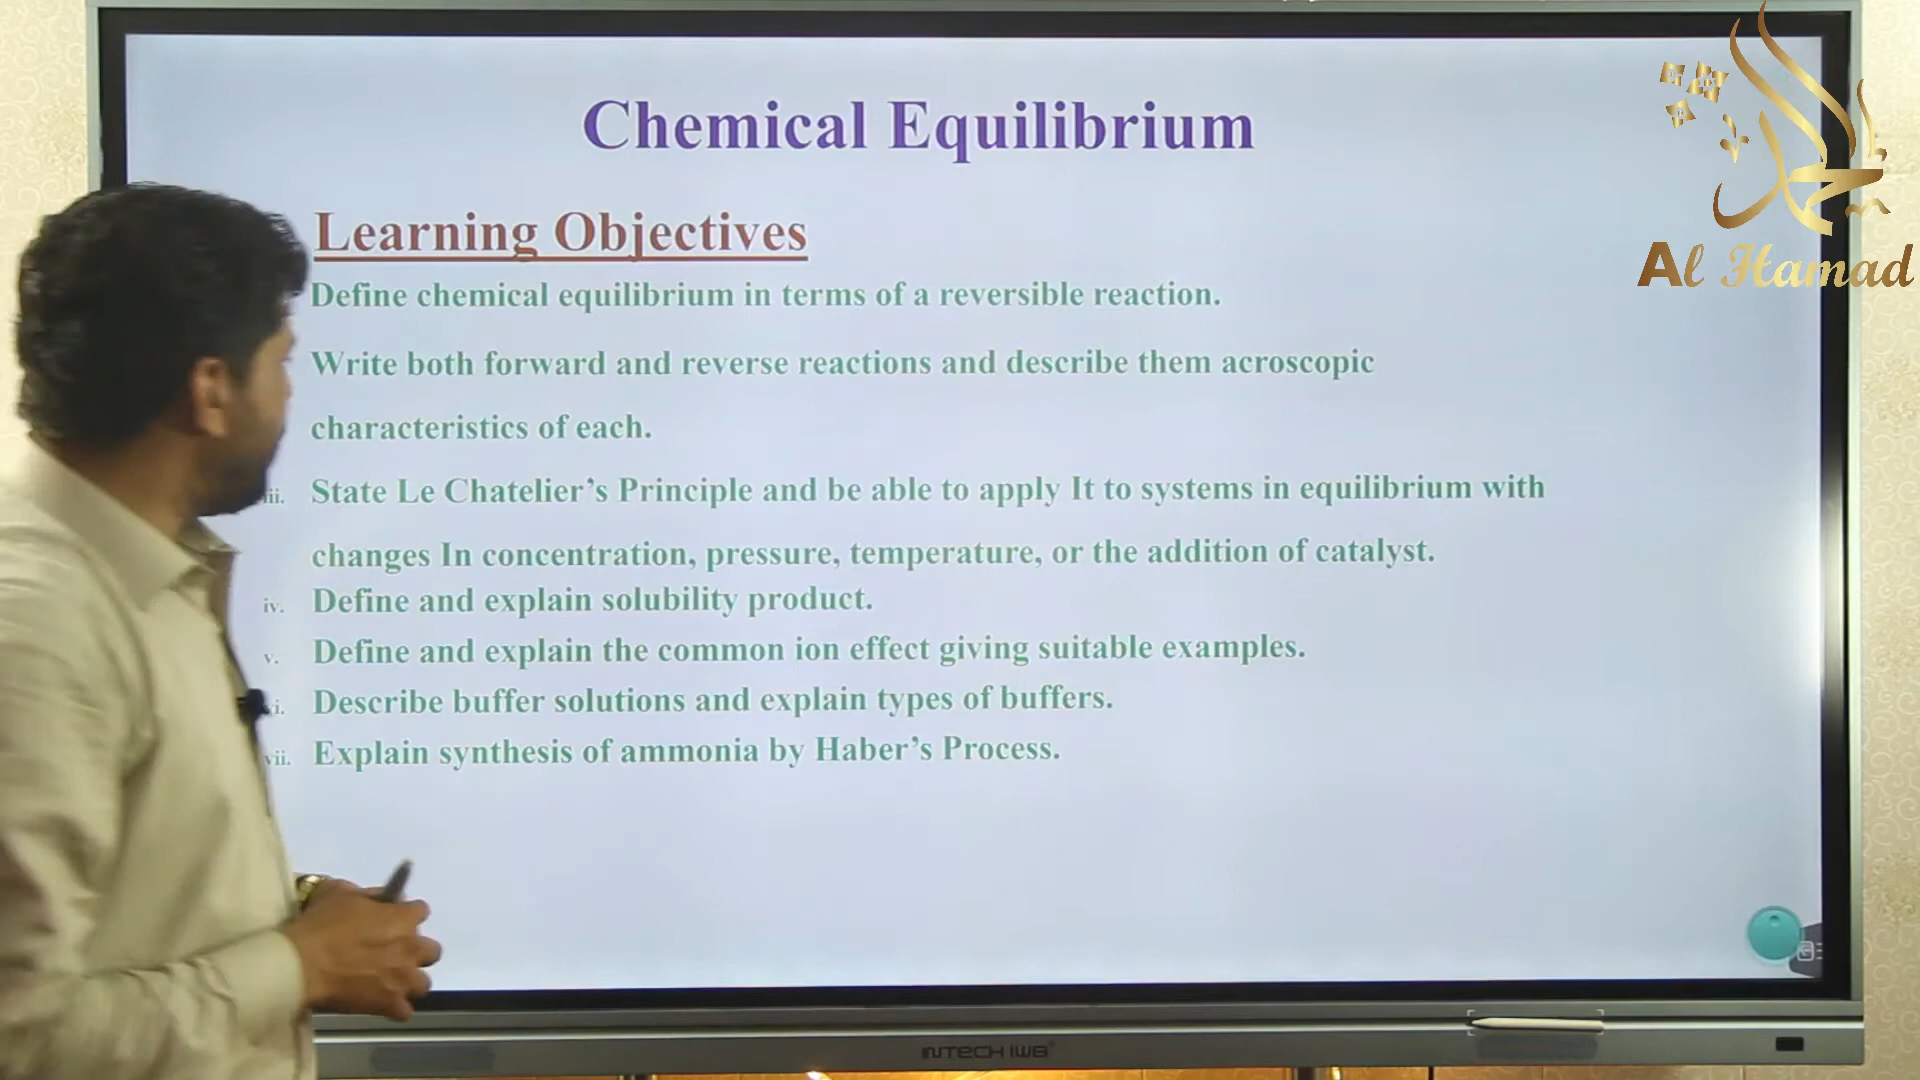 Chemical Equilibrium
Learning Objectives
Define chemical equilibrium in terms of a reversible reaction.
Write both forward and reverse reactions and describe them acroscopic
characteristics of each.
iii. State Le Chatelier’s Principle and be able to apply It to systems in equilibrium with
changes In concentration, pressure, temperature, or the addition of catalyst.
iv. Define and explain solubility product.
v. Define and explain the common ion effect giving suitable examples.
Describe buffer solutions and explain types of buffers.
vii. Explain synthesis of ammonia by Haber’s Process.
Al Hamad
INTECH IWB